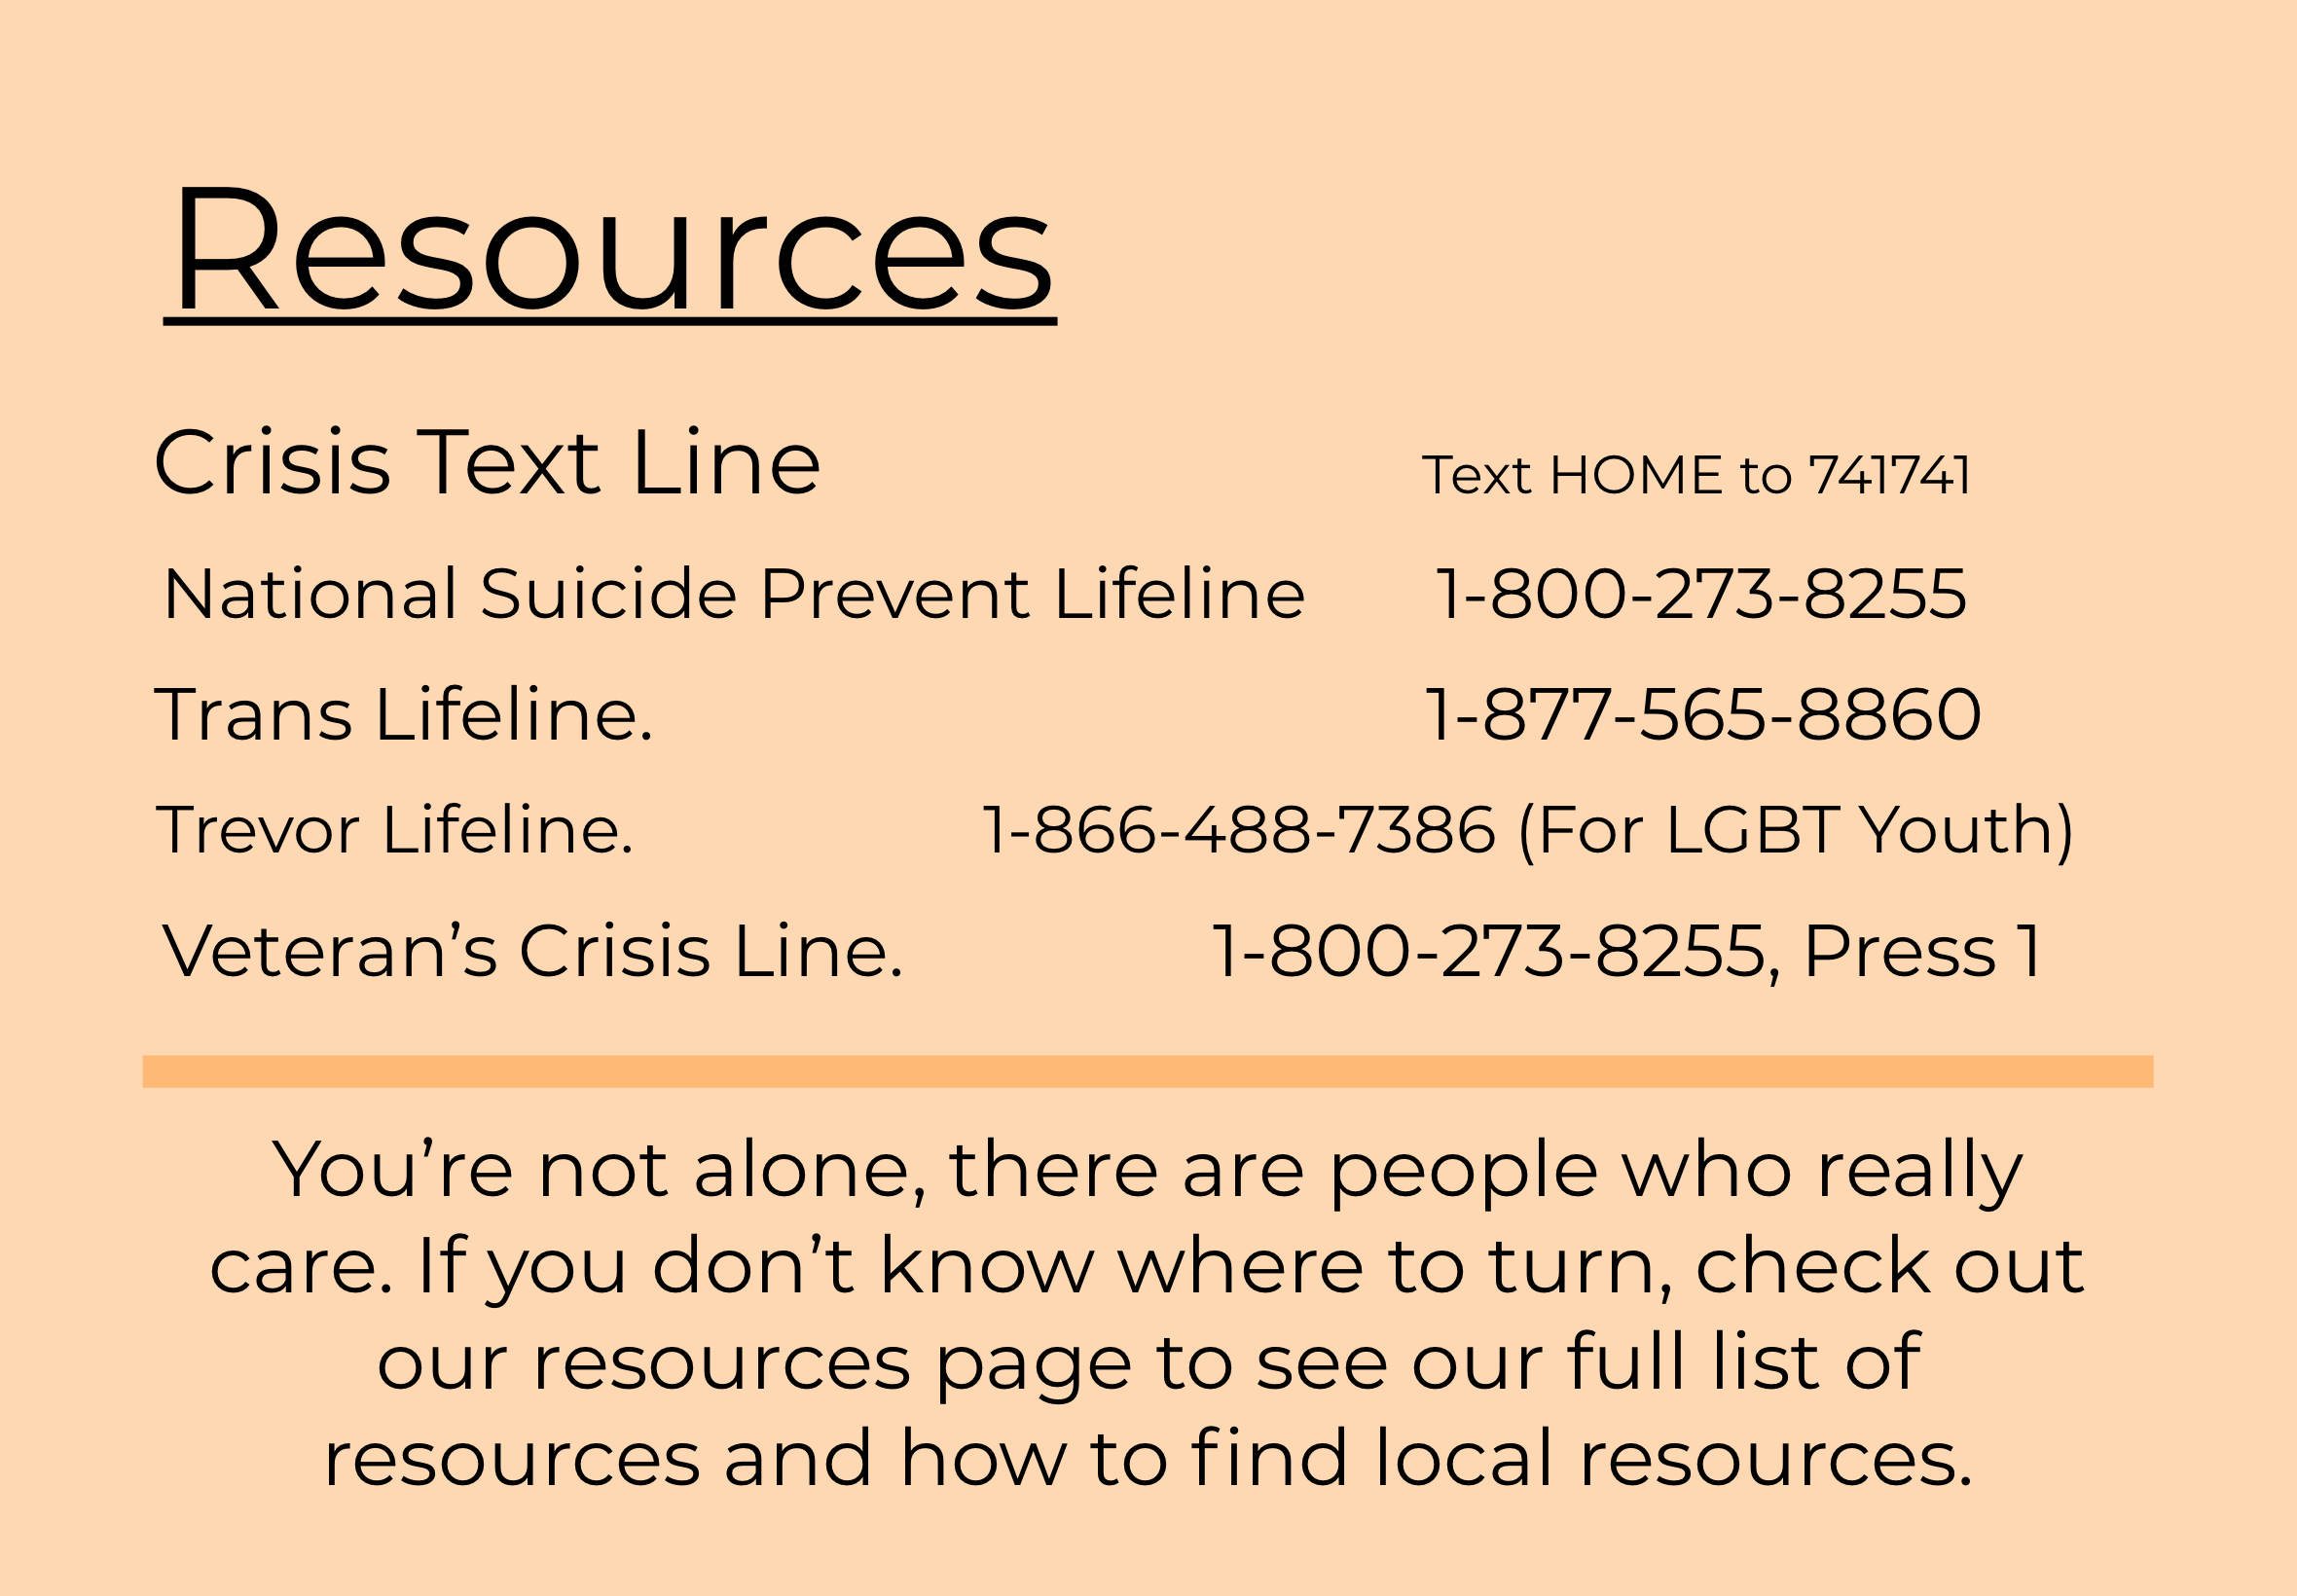 Resources
Crisis Text Line Text HOME to 741741
National Suicide Prevent Lifeline 1-800-273-8255
Trans Lifeline. 1-877-565-8860
Trevor Lifeline. 1-866-488-7386 (For LGBT Youth)
Veteran’s Crisis Line. 1-800-273-8255, Press 1
You’re not alone, there are people who really
care. If you don’t know where to turn, check out
our resources page to see our full list of
resources and how to find local resources.